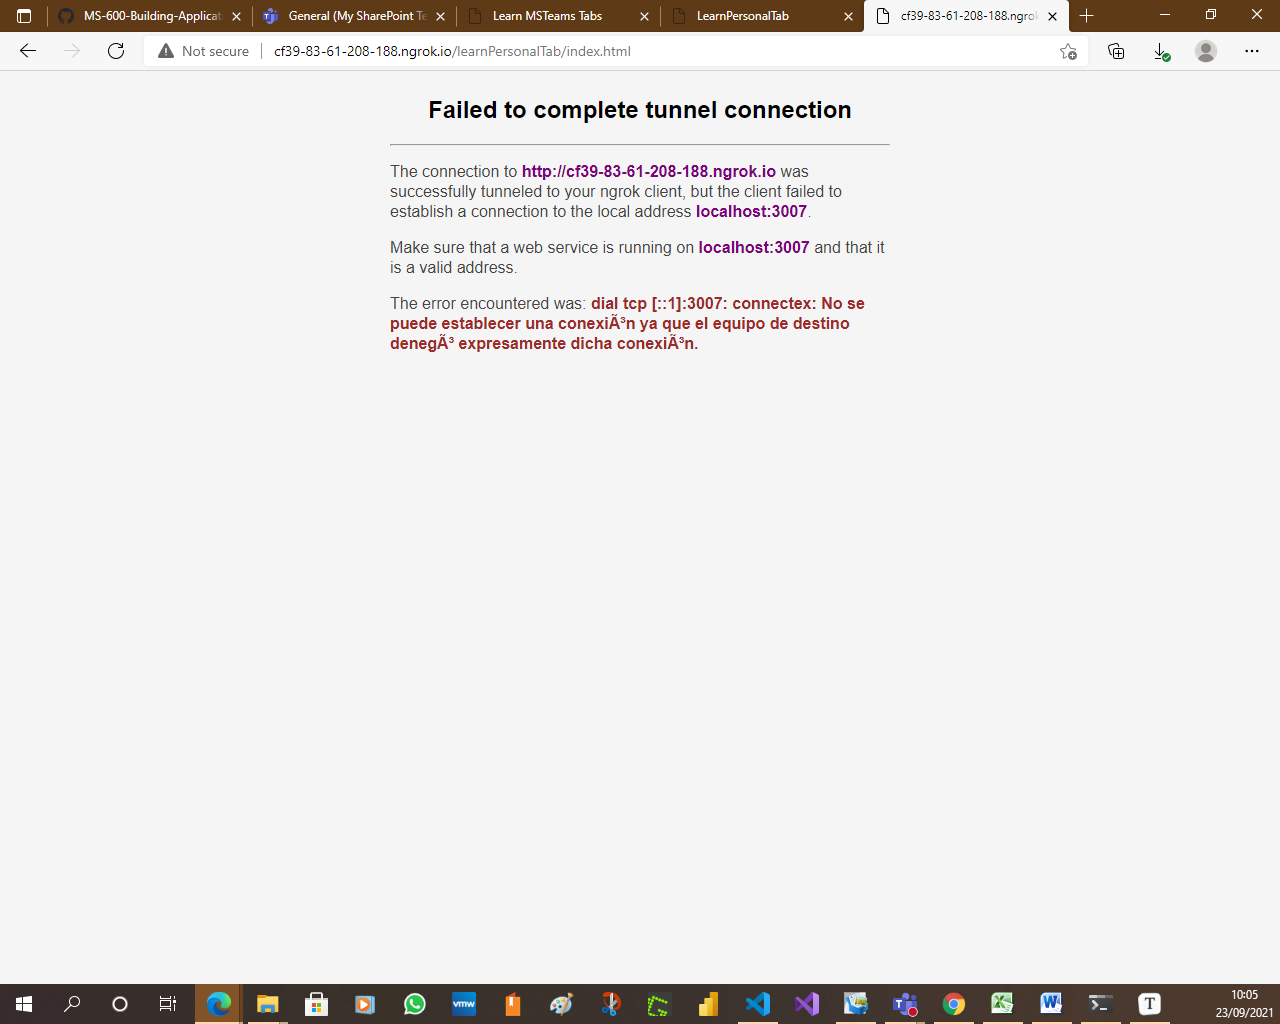 MS-600-Building-Applicat
General (My SharePoint Te
Learn MSTeams Tabs
LearnPersonalTab
cf39-83-61-208-188.ngrok
Not secure
cf39-83-61-208-188.ngrok.io/learnPersonalTab/index.html
Failed to complete tunnel connection
The connection to http://cf39-83-61-208-188.ngrok.io was
successfully tunneled to your ngrok client, but the client failed to
establish a connection to the local address localhost:3007.
Make sure that a web service is running on localhost:3007 and that it
is a valid address.
The error encountered was: dial tcp [::1]:3007: connectex: No se
puede establecer una conexiÃ³n ya que el equipo de destino
denegÃ³ expresamente dicha conexiÃ³n.
vmw
T
10:05
23/09/2021